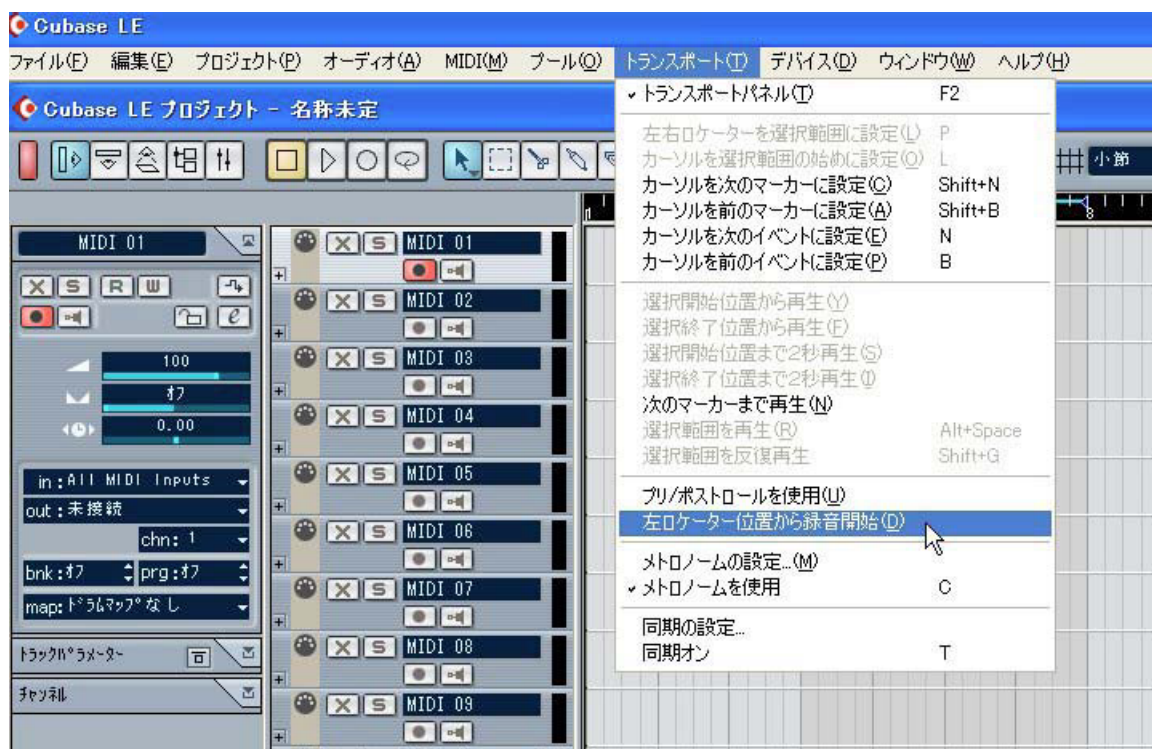 Cubase LE
ファイル(F) 編集(E) プロジェクト(P) オーディオ(A) MIDI(M) プール(O) トランスポート(T) デバイス(D) ウィンドウ(W) ヘルプ(H)
Cubase LE プロジェクト - 名称未定
トランスポートパネル(T) F2
左右ロケーターを選択範囲に設定(L) P
カーソルを選択範囲の始めに設定(O) L
カーソルを次のマーカーに設定(C) Shift+N
カーソルを前のマーカーに設定(A) Shift+B
カーソルを次のイベントに設定(E) N
カーソルを前のイベントに設定(P) B
選択開始位置から再生(Y)
選択終了位置から再生(F)
選択開始位置まで2秒再生(S)
選択終了位置まで2秒再生(I)
次のマーカーまで再生(N)
選択範囲を再生(R) Alt+Space
選択範囲を反復再生 Shift+G
プリ/ポストロールを使用(U)
左ロケーター位置から録音開始(D)
メトロノームの設定...(M)
メトロノームを使用 C
同期の設定...
同期オン T
小節
1
8
MIDI 01
X S R W
e
100
オフ
0.00
in:All MIDI Inputs
out:未接続
chn: 1
bnk:オフ prg:オフ
map:ドラムマップなし
トラックパラメーター
チャンネル
X S MIDI 01
X S MIDI 02
X S MIDI 03
X S MIDI 04
X S MIDI 05
X S MIDI 06
X S MIDI 07
X S MIDI 08
X S MIDI 09